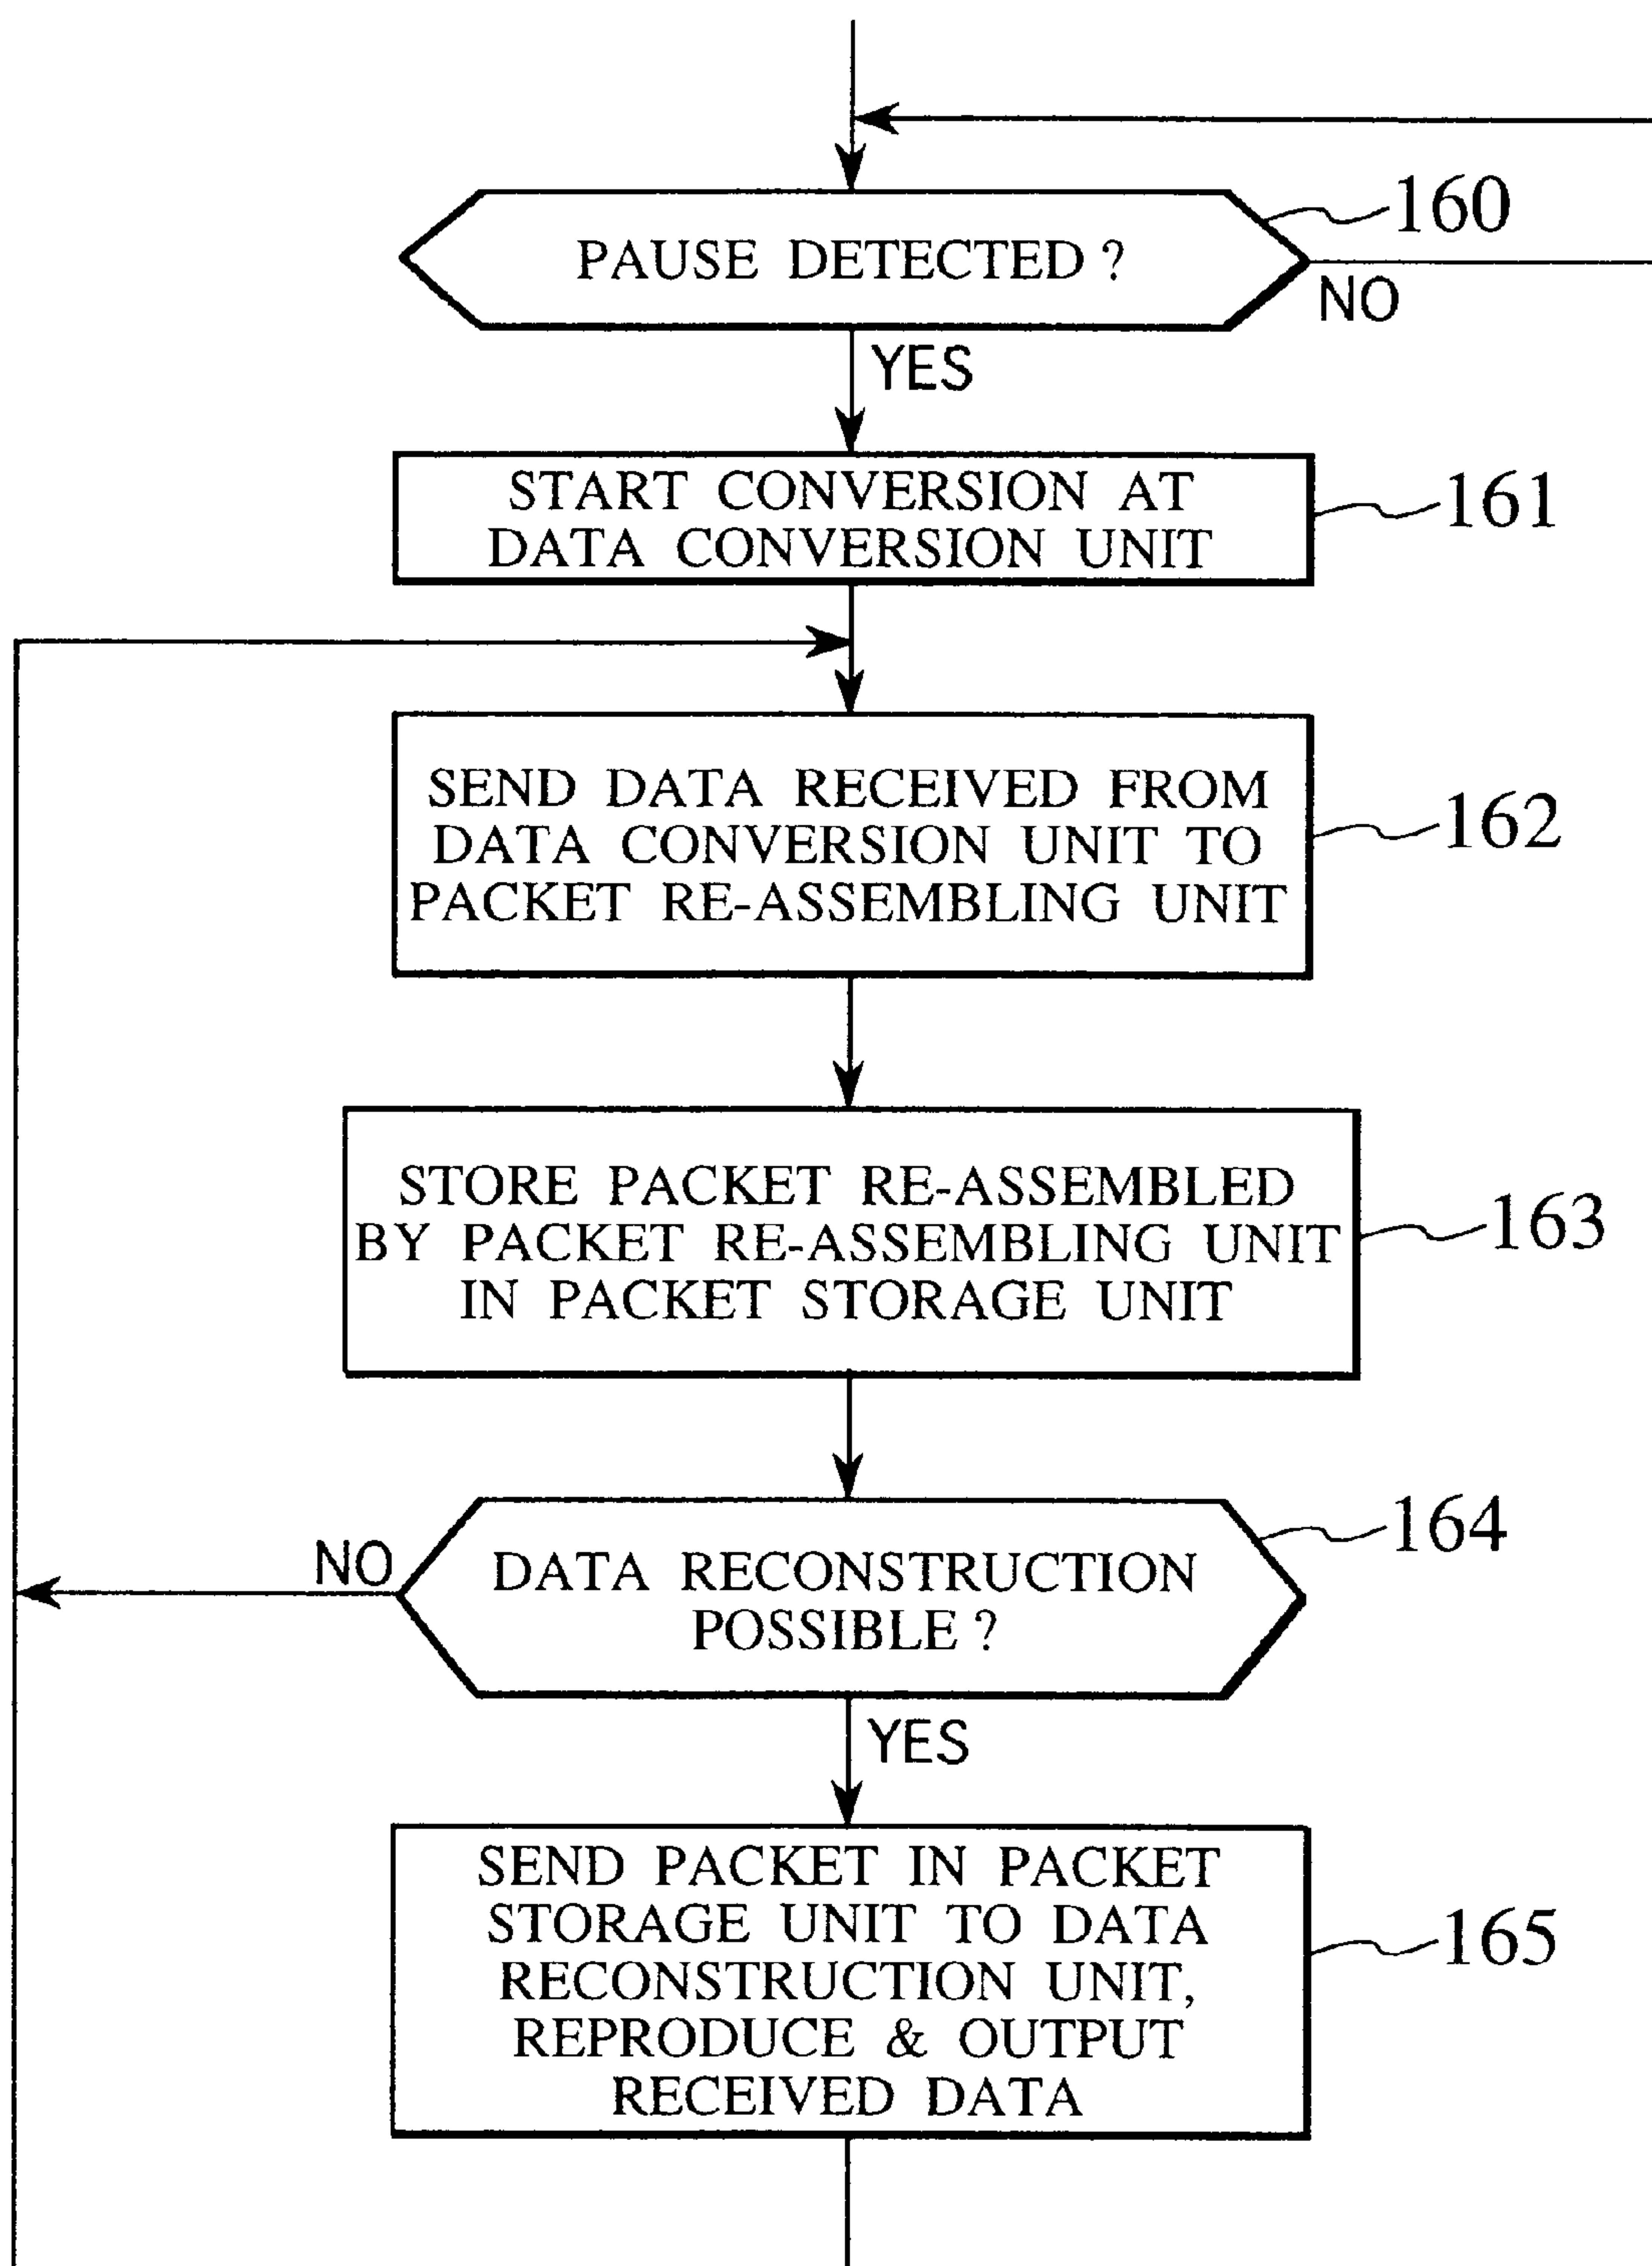 160
PAUSE DETECTED ?
NO
YES
START CONVERSION AT
DATA CONVERSION UNIT
161
SEND DATA RECEIVED FROM
DATA CONVERSION UNIT TO
PACKET RE-ASSEMBLING UNIT
162
STORE PACKET RE-ASSEMBLED
BY PACKET RE-ASSEMBLING UNIT
IN PACKET STORAGE UNIT
163
164
NO
DATA RECONSTRUCTION
POSSIBLE ?
YES
SEND PACKET IN PACKET
STORAGE UNIT TO DATA
RECONSTRUCTION UNIT,
REPRODUCE & OUTPUT
RECEIVED DATA
165